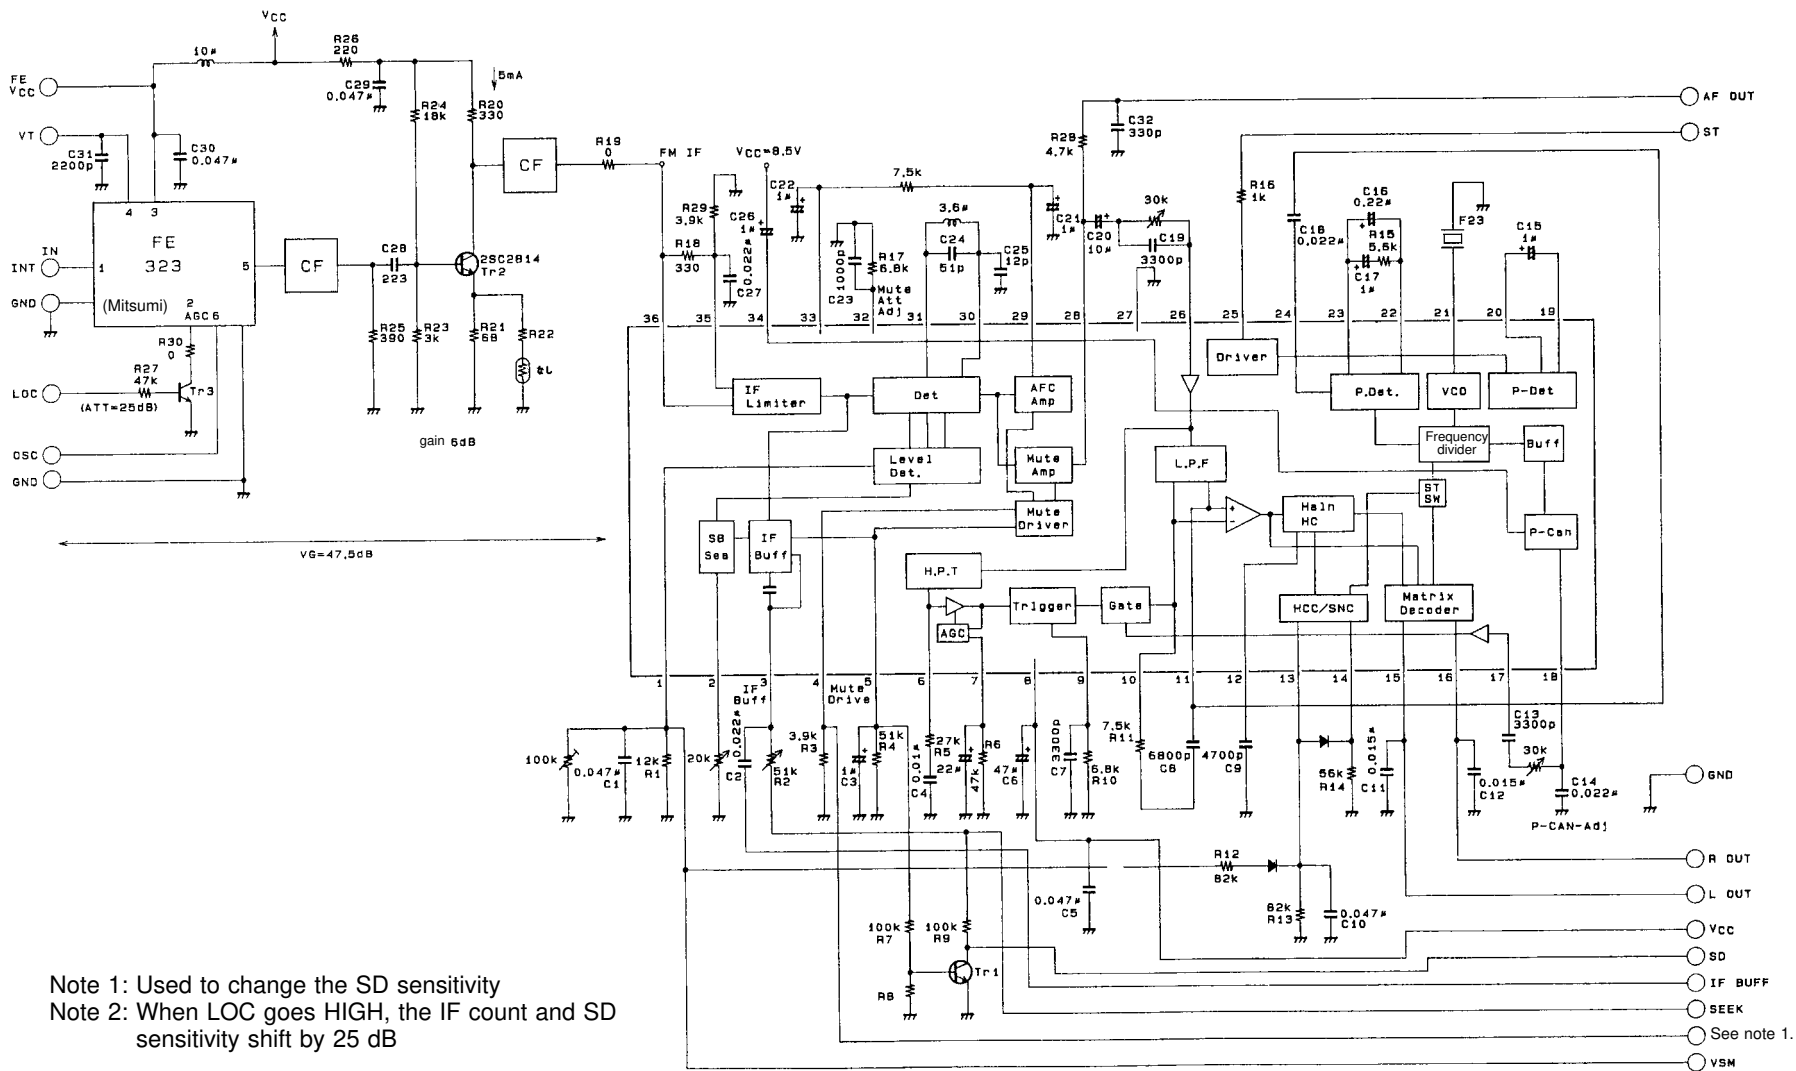 VCC
10µ
R26
220
FE
VCC
C29
0.047µ
5mA
R24
18k
R20
330
VT
C31
2200p
C30
0.047µ
4
3
FE
323
(Mitsumi)
1
5
2
AGC
6
IN
INT
GND
CF
C28
223
2SC2814
Tr2
CF
R19
0
R25
390
R23
3k
R21
68
R22
なし
R30
0
R27
47k
LOC
(ATT=25dB)
Tr3
OSC
GND
gain 6dB
VG=47.5dB
FM IF
VCC=8.5V
C22
1µ
7.5k
R29
3.9k
C26
1µ
R18
330
0.022µ
C27
1000p
C23
R17
6.8k
Mute
Att
Adj
3.6µ
C24
51p
C25
12p
C21
1µ
R28
4.7k
C32
330p
C20
10µ
30k
C19
3300p
R16
1k
C18
0.022µ
C16
0.22µ
R15
5.6k
C17
1µ
F23
C15
1µ
AF OUT
ST
36 35 34 33 32 31 30 29 28 27 26 25 24 23 22 21 20 19
Driver
P.Det.
VCO
P-Det
IF
Limiter
Det
AFC
Amp
Frequency
divider
Buff
Level
Det.
Mute
Amp
L.P.F
ST
SW
SB
Sea
IF
Buff
Mute
Driver
+
-
Haln
HC
P-Can
H.P.T
AGC
Trigger
Gate
HCC/SNC
Matrix
Decoder
1 2 3 4 5 6 7 8 9 10 11 12 13 14 15 16 17 18
IF
Buff
Mute
Drive
100k
0.047µ
C1
12k
R1
20k
0.022µ
C2
51k
R2
3.9k
R3
1µ
C3
51k
R4
27k
R5
0.01µ
C4
22µ
R6
47k
47µ
C6
3300p
C7
6.8k
R10
7.5k
R11
6800p
C8
4700p
C9
56k
R14
0.015µ
C11
0.015µ
C12
C13
3300p
30k
C14
0.022µ
P-CAN-Adj
GND
R OUT
R12
82k
L OUT
0.047µ
C5
82k
R13
0.047µ
C10
100k
R7
100k
R9
VCC
R8
Tr1
SD
IF BUFF
SEEK
See note 1.
VSM
Note 1: Used to change the SD sensitivity
Note 2: When LOC goes HIGH, the IF count and SD
sensitivity shift by 25 dB